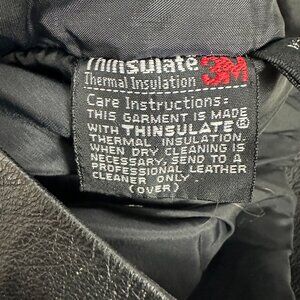 Thinsulate 3M
Thermal Insulation
Care Instructions:
THIS GARMENT IS MADE
WITH THINSULATE®
THERMAL INSULATION.
WHEN DRY CLEANING IS
NECESSARY, SEND TO A
PROFESSIONAL LEATHER
CLEANER ONLY
(OVER)